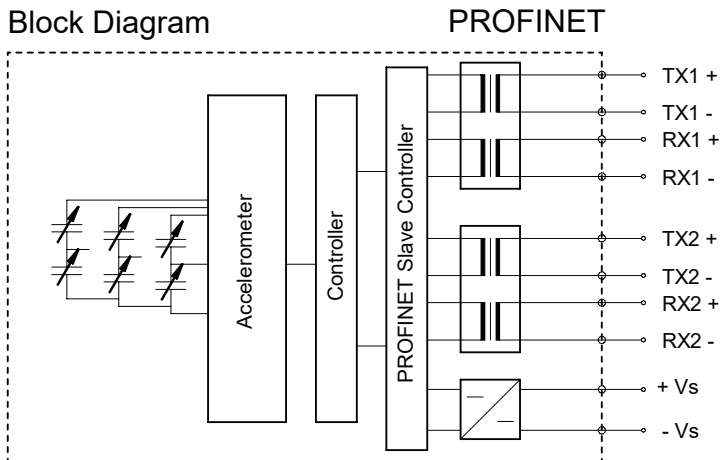 Block Diagram
PROFINET
Accelerometer
Controller
PROFINET Slave Controller
TX1 +
TX1 -
RX1 +
RX1 -
TX2 +
TX2 -
RX2 +
RX2 -
+ Vs
- Vs